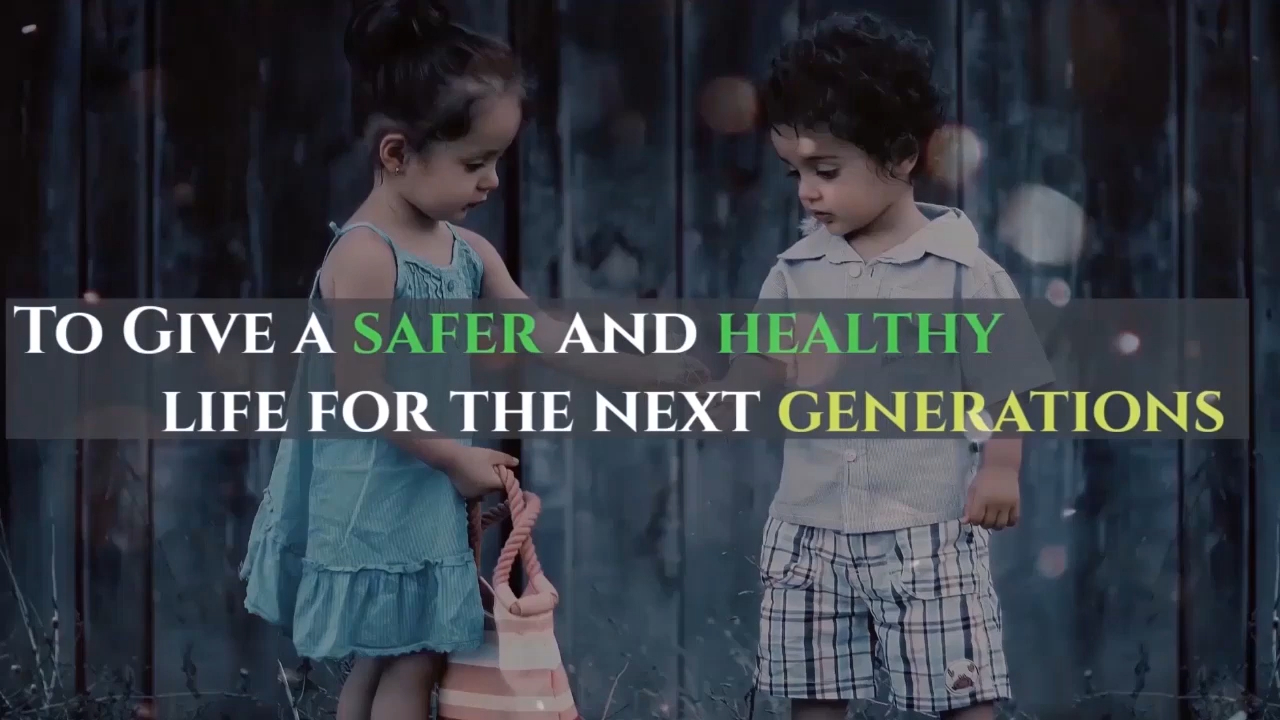 To Give a safer and healthy
life for the next generations